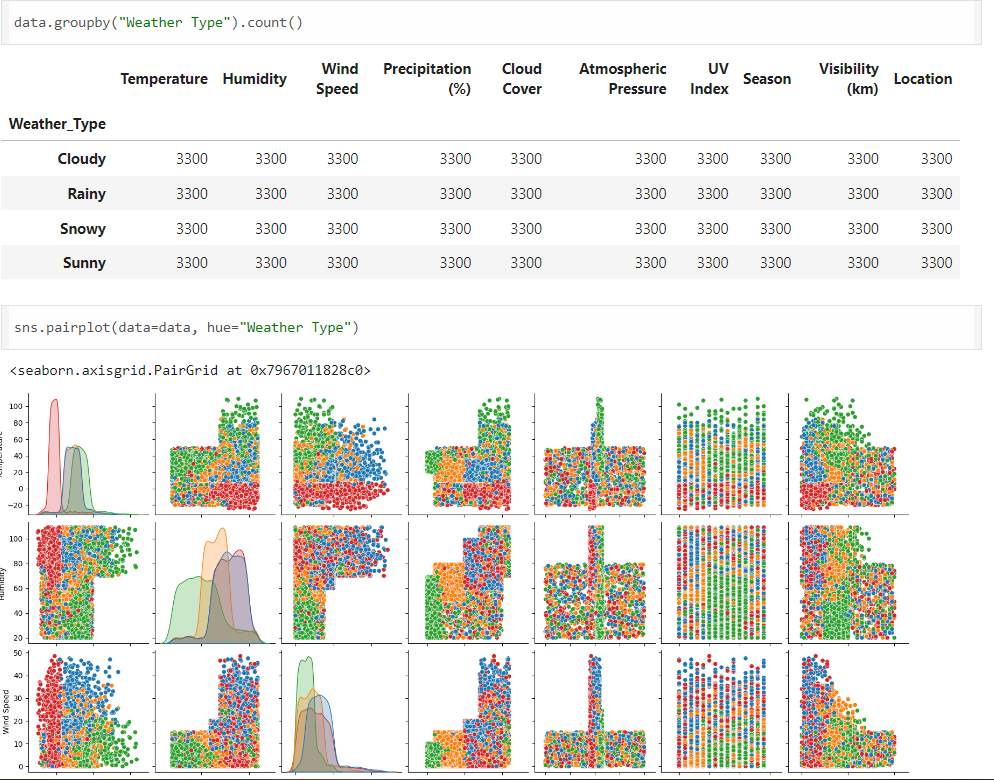 data.groupby("Weather Type").count()
Temperature Humidity Wind Speed Precipitation (%) Cloud Cover Atmospheric Pressure UV Index Season Visibility (km) Location
Weather_Type
Cloudy 3300 3300 3300 3300 3300 3300 3300 3300 3300 3300
Rainy 3300 3300 3300 3300 3300 3300 3300 3300 3300 3300
Snowy 3300 3300 3300 3300 3300 3300 3300 3300 3300 3300
Sunny 3300 3300 3300 3300 3300 3300 3300 3300 3300 3300
sns.pairplot(data=data, hue="Weather Type")
<seaborn.axisgrid.PairGrid at 0x7967011828c0>
100
80
60
40
20
0
−20
100
80
60
40
20
Humidity
50
40
30
20
10
0
Wind Speed